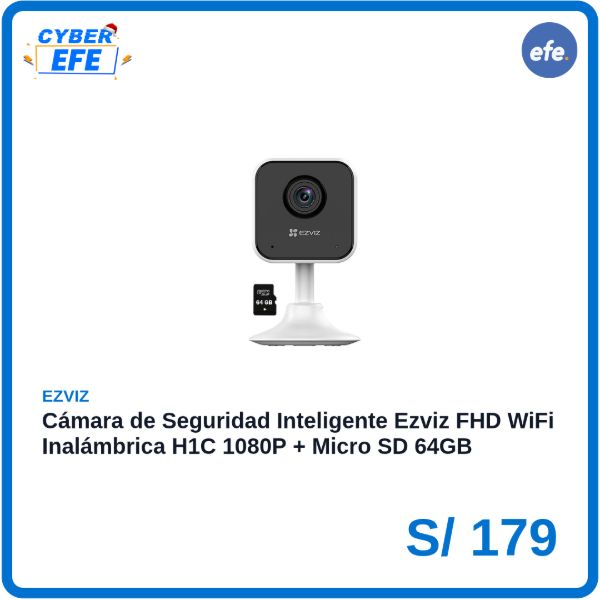 CYBER
EFE
efe.
EZVIZ
64 GB
EZVIZ
Cámara de Seguridad Inteligente Ezviz FHD WiFi
Inalámbrica H1C 1080P + Micro SD 64GB
S/ 179